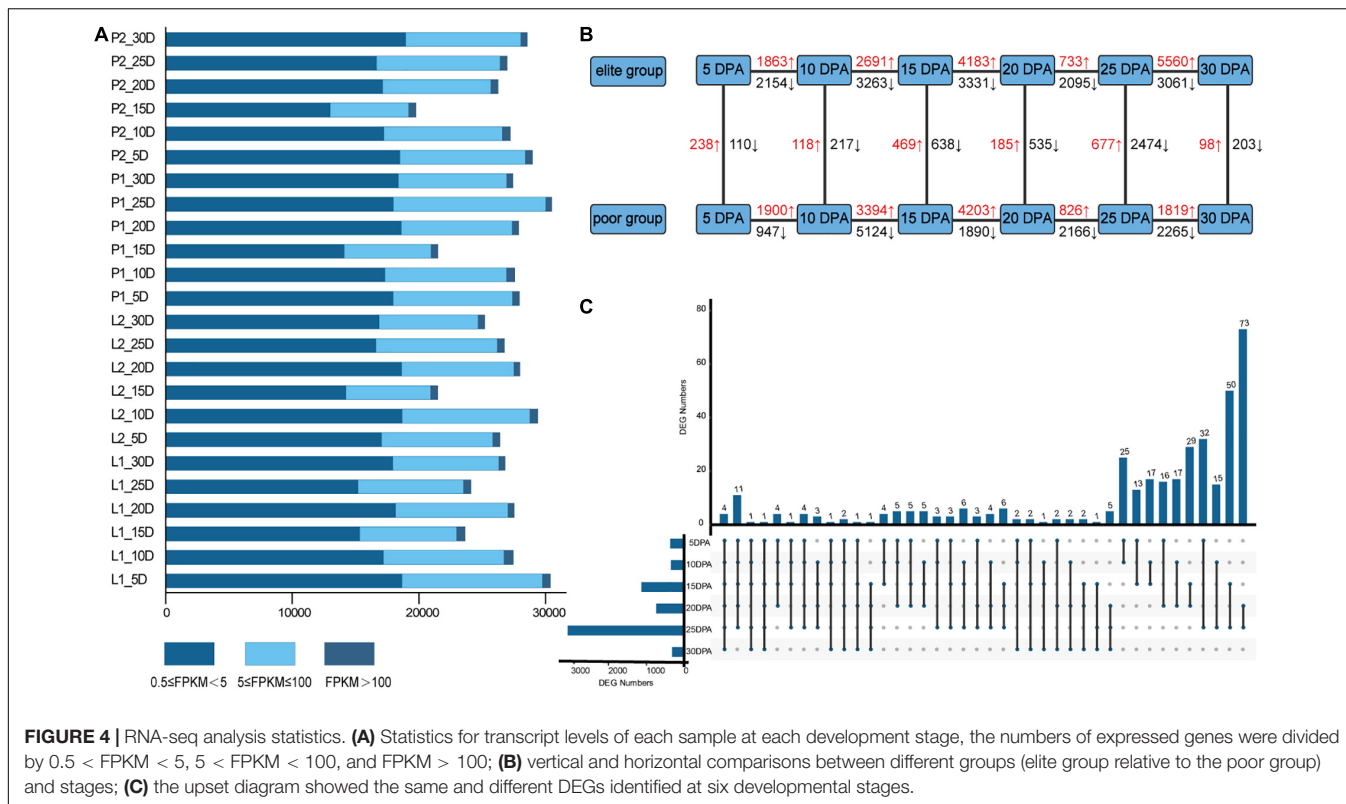 A
P2_30D
P2_25D
P2_20D
P2_15D
P2_10D
P2_5D
P1_30D
P1_25D
P1_20D
P1_15D
P1_10D
P1_5D
L2_30D
L2_25D
L2_20D
L2_15D
L2_10D
L2_5D
L1_30D
L1_25D
L1_20D
L1_15D
L1_10D
L1_5D
0 10000 20000 30000
0.5≤FPKM<5 5≤FPKM≤100 FPKM>100
B
elite group 5 DPA 1863↑ 10 DPA 2691↑ 15 DPA 4183↑ 20 DPA 733↑ 25 DPA 5560↑ 30 DPA
2154↓ 3263↓ 3331↓ 2095↓ 3061↓
238↑ 110↓ 118↑ 217↓ 469↑ 638↓ 185↑ 535↓ 677↑ 2474↓ 98↑ 203↓
poor group 5 DPA 1900↑ 10 DPA 3394↑ 15 DPA 4203↑ 20 DPA 826↑ 25 DPA 1819↑ 30 DPA
947↓ 5124↓ 1890↓ 2166↓ 2265↓
C
DEG Numbers
80
60
40
20
0
4 11 1 1 4 1 4 3 1 2 1 1 4 5 5 5 3 3 6 3 4 6 2 2 1 2 2 2 1 5 25 13 17 16 17 29 32 15 50 73
5DPA
10DPA
15DPA
20DPA
25DPA
30DPA
3000 2000 1000 0
DEG Numbers
FIGURE 4 | RNA-seq analysis statistics. (A) Statistics for transcript levels of each sample at each development stage, the numbers of expressed genes were divided
by 0.5 < FPKM < 5, 5 < FPKM < 100, and FPKM > 100; (B) vertical and horizontal comparisons between different groups (elite group relative to the poor group)
and stages; (C) the upset diagram showed the same and different DEGs identified at six developmental stages.